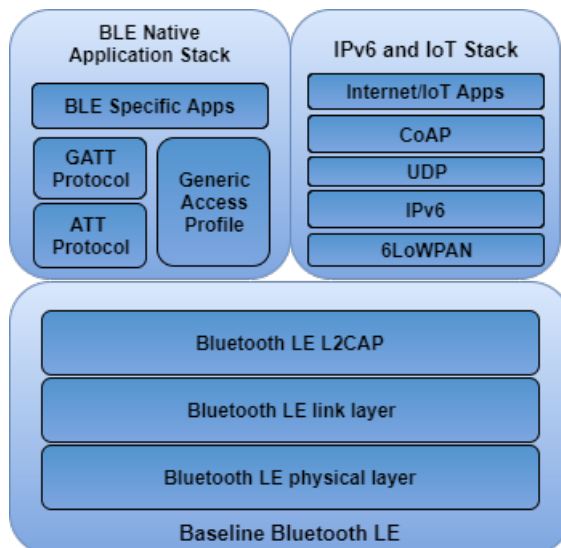 BLE Native
Application Stack
BLE Specific Apps
GATT
Protocol
ATT
Protocol
Generic
Access
Profile
IPv6 and IoT Stack
Internet/IoT Apps
CoAP
UDP
IPv6
6LoWPAN
Bluetooth LE L2CAP
Bluetooth LE link layer
Bluetooth LE physical layer
Baseline Bluetooth LE